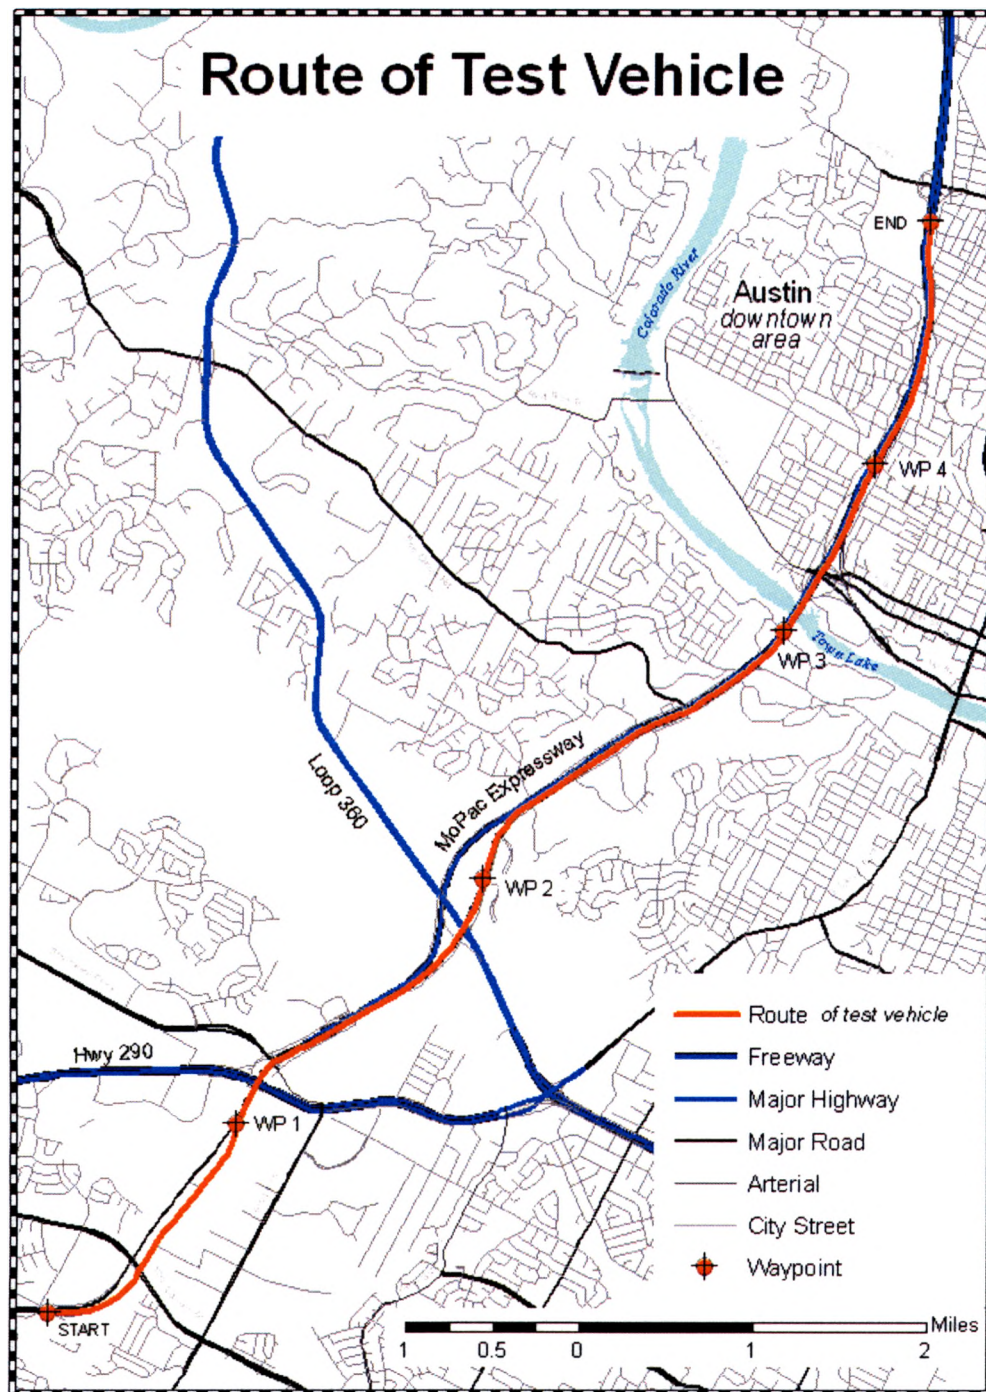 Route of Test Vehicle
END
Colorado River
Austin
downtown
area
WP 4
WP 3
Town Lake
MoPac Expressway
Loop 360
WP 2
Hwy 290
WP 1
START
Route of test vehicle
Freeway
Major Highway
Major Road
Arterial
City Street
Waypoint
Miles
1 0.5 0 1 2